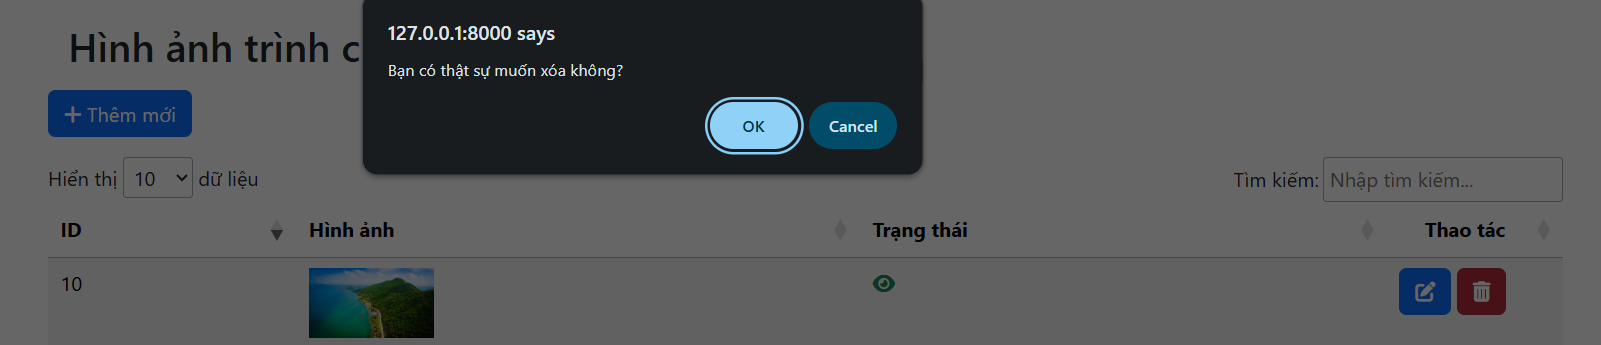 127.0.0.1:8000 says
Bạn có thật sự muốn xóa không?
OK Cancel
Hình ảnh trình c
Thêm mới
Hiển thị 10 dữ liệu Tìm kiếm: Nhập tìm kiếm...
ID Hình ảnh Trạng thái Thao tác
10